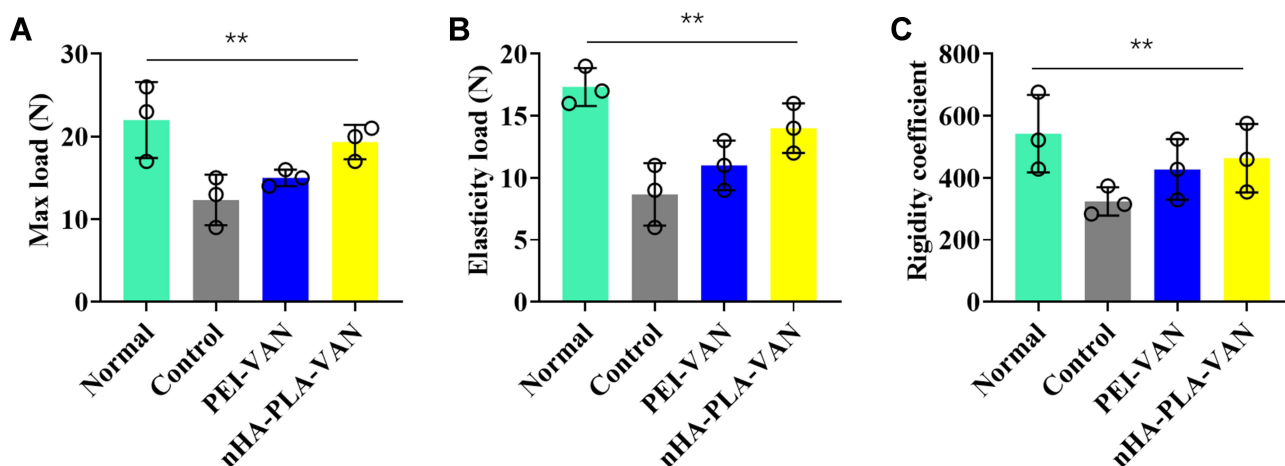 A
**
Max load (N)
30
20
10
0
Normal
Control
PEI-VAN
nHA-PLA-VAN
B
**
Elasticity load (N)
20
15
10
5
0
Normal
Control
PEI-VAN
nHA-PLA-VAN
C
**
Rigidity coefficient
800
600
400
200
0
Normal
Control
PEI-VAN
nHA-PLA-VAN